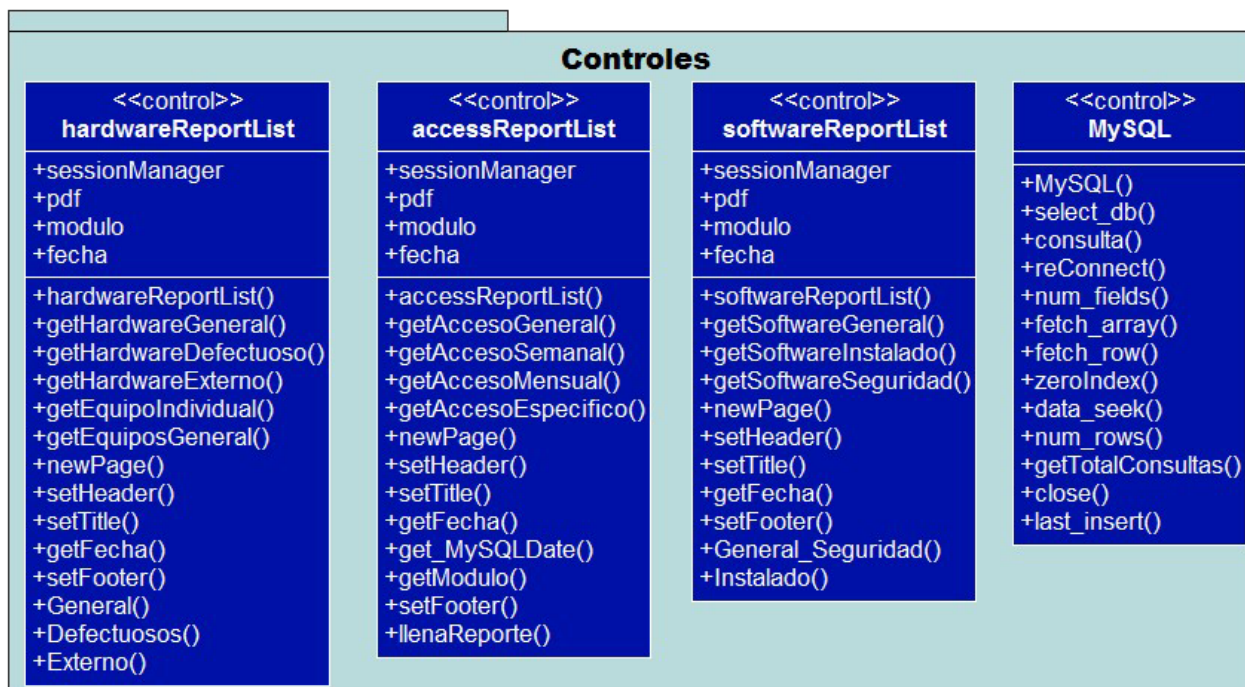 Controles
<<control>>
hardwareReportList
+sessionManager
+pdf
+modulo
+fecha
+hardwareReportList()
+getHardwareGeneral()
+getHardwareDefectuoso()
+getHardwareExterno()
+getEquipoIndividual()
+getEquiposGeneral()
+newPage()
+setHeader()
+setTitle()
+getFecha()
+setFooter()
+General()
+Defectuosos()
+Externo()
<<control>>
accessReportList
+sessionManager
+pdf
+modulo
+fecha
+accessReportList()
+getAccesoGeneral()
+getAccesoSemanal()
+getAccesoMensual()
+getAccesoEspecifico()
+newPage()
+setHeader()
+setTitle()
+getFecha()
+get_MySQLDate()
+getModulo()
+setFooter()
+llenaReporte()
<<control>>
softwareReportList
+sessionManager
+pdf
+modulo
+fecha
+softwareReportList()
+getSoftwareGeneral()
+getSoftwareInstalado()
+getSoftwareSeguridad()
+newPage()
+setHeader()
+setTitle()
+getFecha()
+setFooter()
+General_Seguridad()
+Instalado()
<<control>>
MySQL
+MySQL()
+select_db()
+consulta()
+reConnect()
+num_fields()
+fetch_array()
+fetch_row()
+zeroIndex()
+data_seek()
+num_rows()
+getTotalConsultas()
+close()
+last_insert()